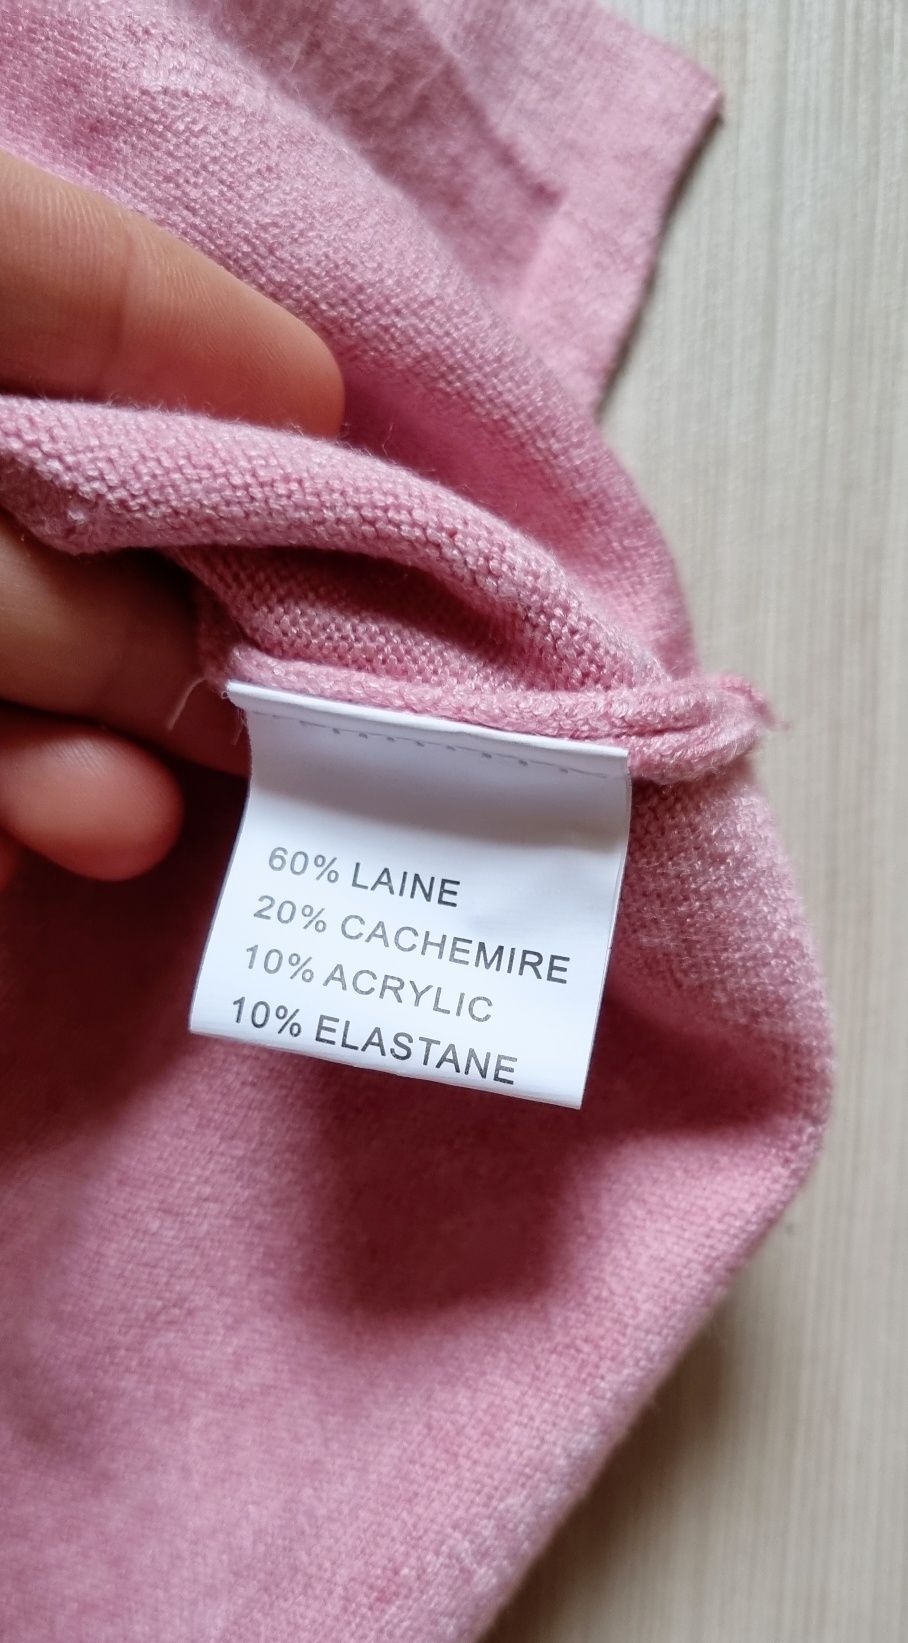 60% LAINE
20% CACHEMIRE
10% ACRYLIC
10% ELASTANE